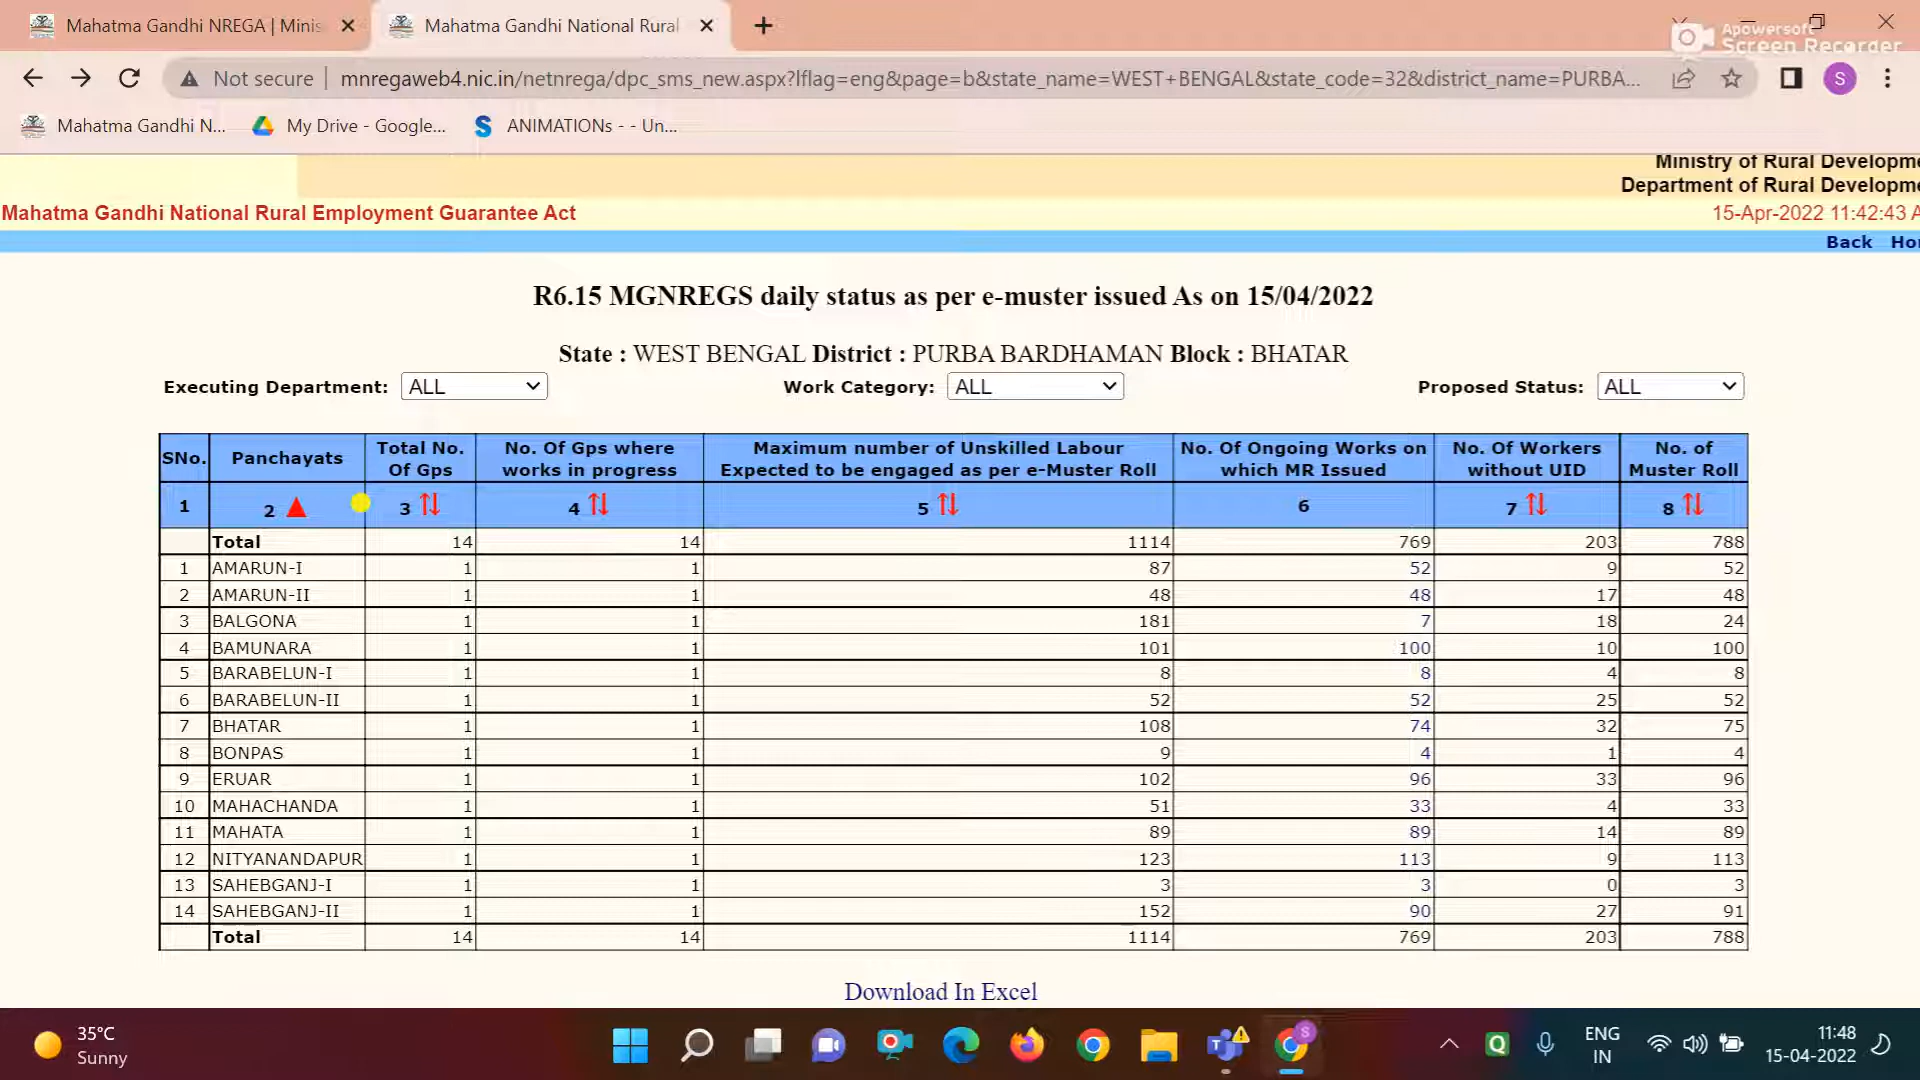 Mahatma Gandhi NREGA | Minis
Mahatma Gandhi National Rural
Apowersoft
Screen Recorder
Not secure
mnregaweb4.nic.in/netnrega/dpc_sms_new.aspx?lflag=eng&page=b&state_name=WEST+BENGAL&state_code=32&district_name=PURBA...
S
Mahatma Gandhi N...
My Drive - Google...
ANIMATIONs - - Un...
Ministry of Rural Developme
Department of Rural Developme
Mahatma Gandhi National Rural Employment Guarantee Act
15-Apr-2022 11:42:43 A
Back Hor
R6.15 MGNREGS daily status as per e-muster issued As on 15/04/2022
State : WEST BENGAL District : PURBA BARDHAMAN Block : BHATAR
Executing Department: ALL Work Category: ALL Proposed Status: ALL
SNo. Panchayats Total No. Of Gps No. Of Gps where works in progress Maximum number of Unskilled Labour Expected to be engaged as per e-Muster Roll No. Of Ongoing Works on which MR Issued No. Of Workers without UID No. of Muster Roll
1 2 3 4 5 6 7 8
Total 14 14 1114 769 203 788
1 AMARUN-I 1 1 87 52 9 52
2 AMARUN-II 1 1 48 48 17 48
3 BALGONA 1 1 181 7 18 24
4 BAMUNARA 1 1 101 100 10 100
5 BARABELUN-I 1 1 8 8 4 8
6 BARABELUN-II 1 1 52 52 25 52
7 BHATAR 1 1 108 74 32 75
8 BONPAS 1 1 9 4 1 4
9 ERUAR 1 1 102 96 33 96
10 MAHACHANDA 1 1 51 33 4 33
11 MAHATA 1 1 89 89 14 89
12 NITYANANDAPUR 1 1 123 113 9 113
13 SAHEBGANJ-I 1 1 3 3 0 3
14 SAHEBGANJ-II 1 1 152 90 27 91
Total 14 14 1114 769 203 788
Download In Excel
35°C
Sunny
ENG
IN
11:48
15-04-2022